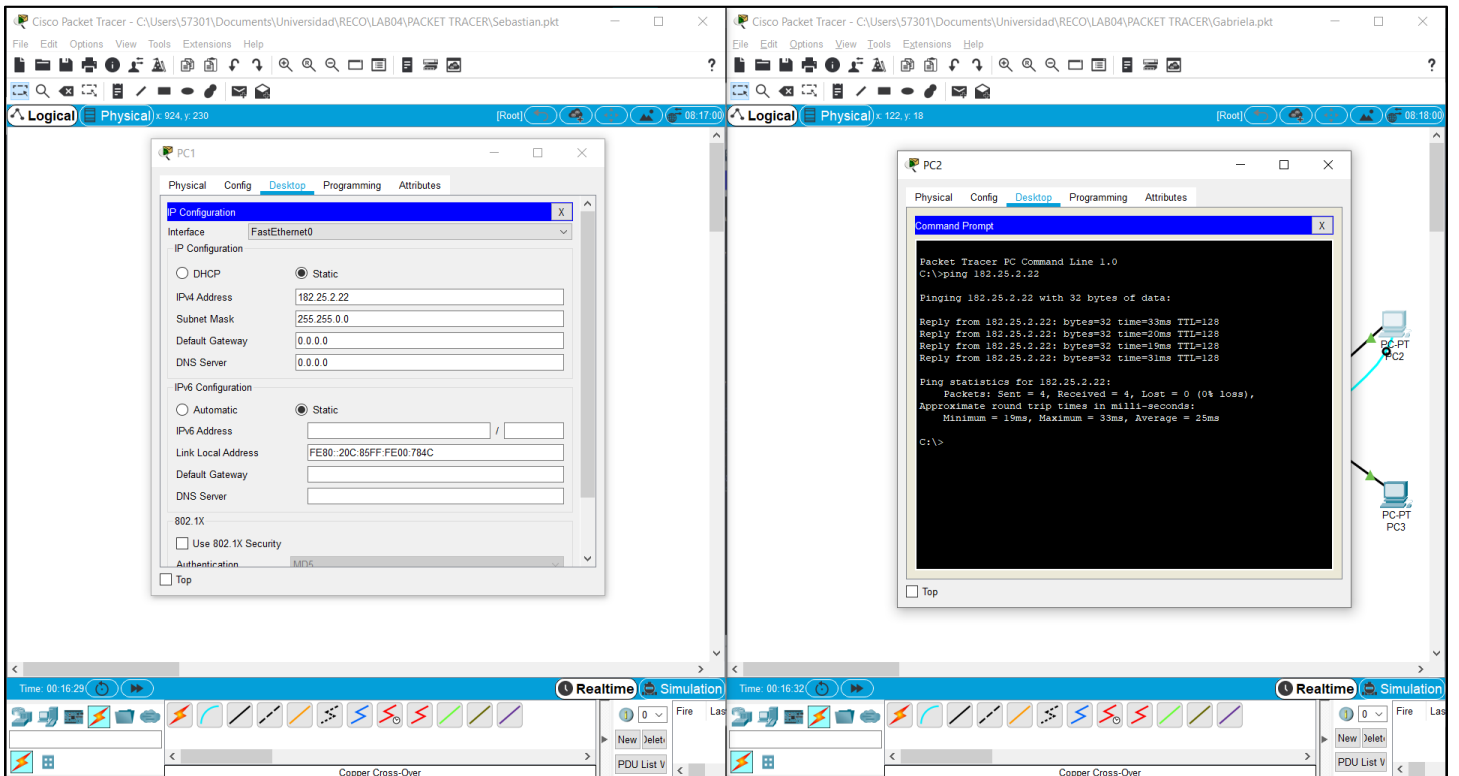 Cisco Packet Tracer - C:\Users\57301\Documents\Universidad\RECO\LAB04\PACKET TRACER\Sebastian.pkt
File Edit Options View Tools Extensions Help
?
Logical Physical x: 924, y: 230 [Root] 08:17:00
PC1
Physical Config Desktop Programming Attributes
IP Configuration X
Interface FastEthernet0
IP Configuration
DHCP Static
IPv4 Address 182.25.2.22
Subnet Mask 255.255.0.0
Default Gateway 0.0.0.0
DNS Server 0.0.0.0
IPv6 Configuration
Automatic Static
IPv6 Address /
Link Local Address FE80::20C:85FF:FE00:784C
Default Gateway
DNS Server
802.1X
Use 802.1X Security
Authentication MD5
Top
Time: 00:16:29 Realtime Simulation
0 Fire Las
New Delet
PDU List W
Copper Cross-Over
Cisco Packet Tracer - C:\Users\57301\Documents\Universidad\RECO\LAB04\PACKET TRACER\Gabriela.pkt
File Edit Options View Tools Extensions Help
?
Logical Physical x: 122, y: 18 [Root] 08:18:00
PC2
Physical Config Desktop Programming Attributes
Command Prompt X
Packet Tracer PC Command Line 1.0
C:\>ping 182.25.2.22
Pinging 182.25.2.22 with 32 bytes of data:
Reply from 182.25.2.22: bytes=32 time=33ms TTL=128
Reply from 182.25.2.22: bytes=32 time=20ms TTL=128
Reply from 182.25.2.22: bytes=32 time=19ms TTL=128
Reply from 182.25.2.22: bytes=32 time=31ms TTL=128
Ping statistics for 182.25.2.22:
Packets: Sent = 4, Received = 4, Lost = 0 (0% loss),
Approximate round trip times in milli-seconds:
Minimum = 19ms, Maximum = 33ms, Average = 25ms
C:\>
Top
PC-PT
PC2
PC-PT
PC3
Time: 00:16:32 Realtime Simulation
0 Fire Las
New Delet
PDU List W
Copper Cross-Over